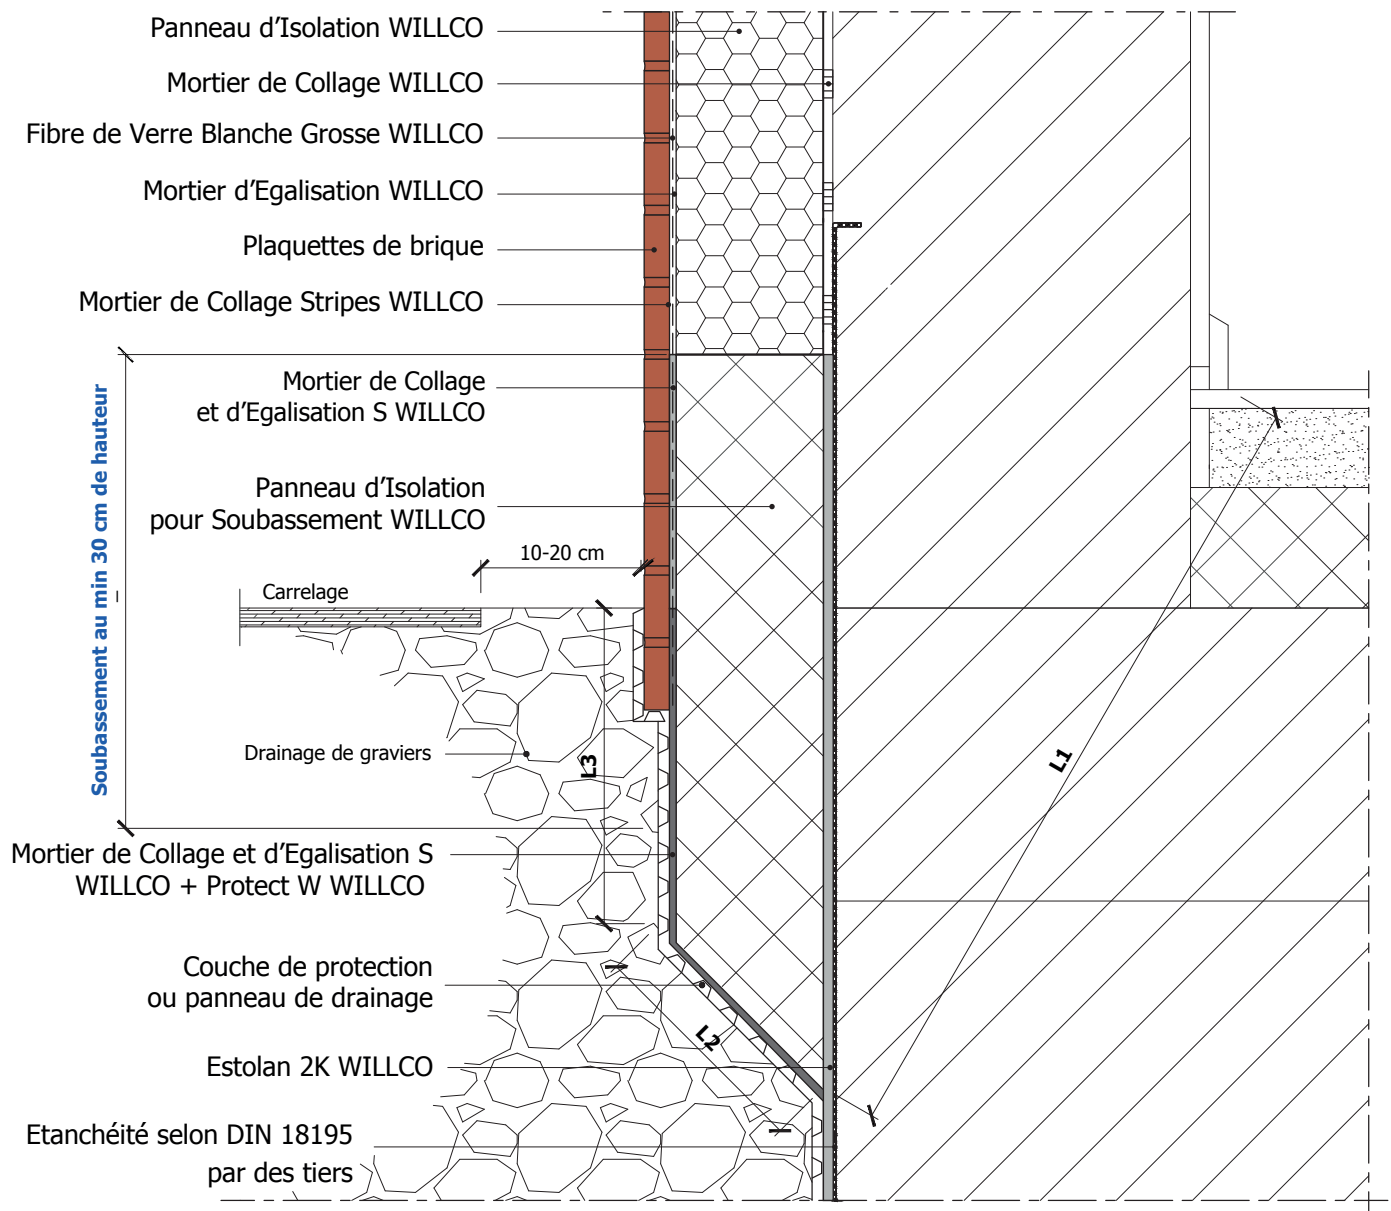 Panneau d'Isolation WILLCO
Mortier de Collage WILLCO
Fibre de Verre Blanche Grosse WILLCO
Mortier d'Egalisation WILLCO
Plaquettes de brique
Mortier de Collage Stripes WILLCO
Mortier de Collage
et d'Egalisation S WILLCO
Panneau d'Isolation
pour Soubassement WILLCO
Soubassement au min 30 cm de hauteur
10-20 cm
Carrelage
Drainage de graviers
L3
L1
Mortier de Collage et d'Egalisation S
WILLCO + Protect W WILLCO
Couche de protection
ou panneau de drainage
L2
Estolan 2K WILLCO
Etanchéité selon DIN 18195
par des tiers